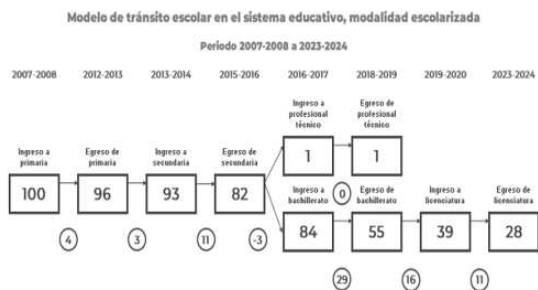 Modelo de tránsito escolar en el sistema educativo, modalidad escolarizada
Periodo 2007-2008 a 2023-2024
2007-2008 2012-2013 2013-2014 2015-2016 2016-2017 2018-2019 2019-2020 2023-2024
Ingreso a profesional técnico
Egreso de profesional técnico
1 1
0
Ingreso a primaria
Egreso de primaria
Ingreso a secundaria
Egreso de secundaria
100 96 93 82
Ingreso a bachillerato
Egreso de bachillerato
Ingreso a licenciatura
Egreso de licenciatura
84 55 39 28
4 3 11 -3
29 16 11